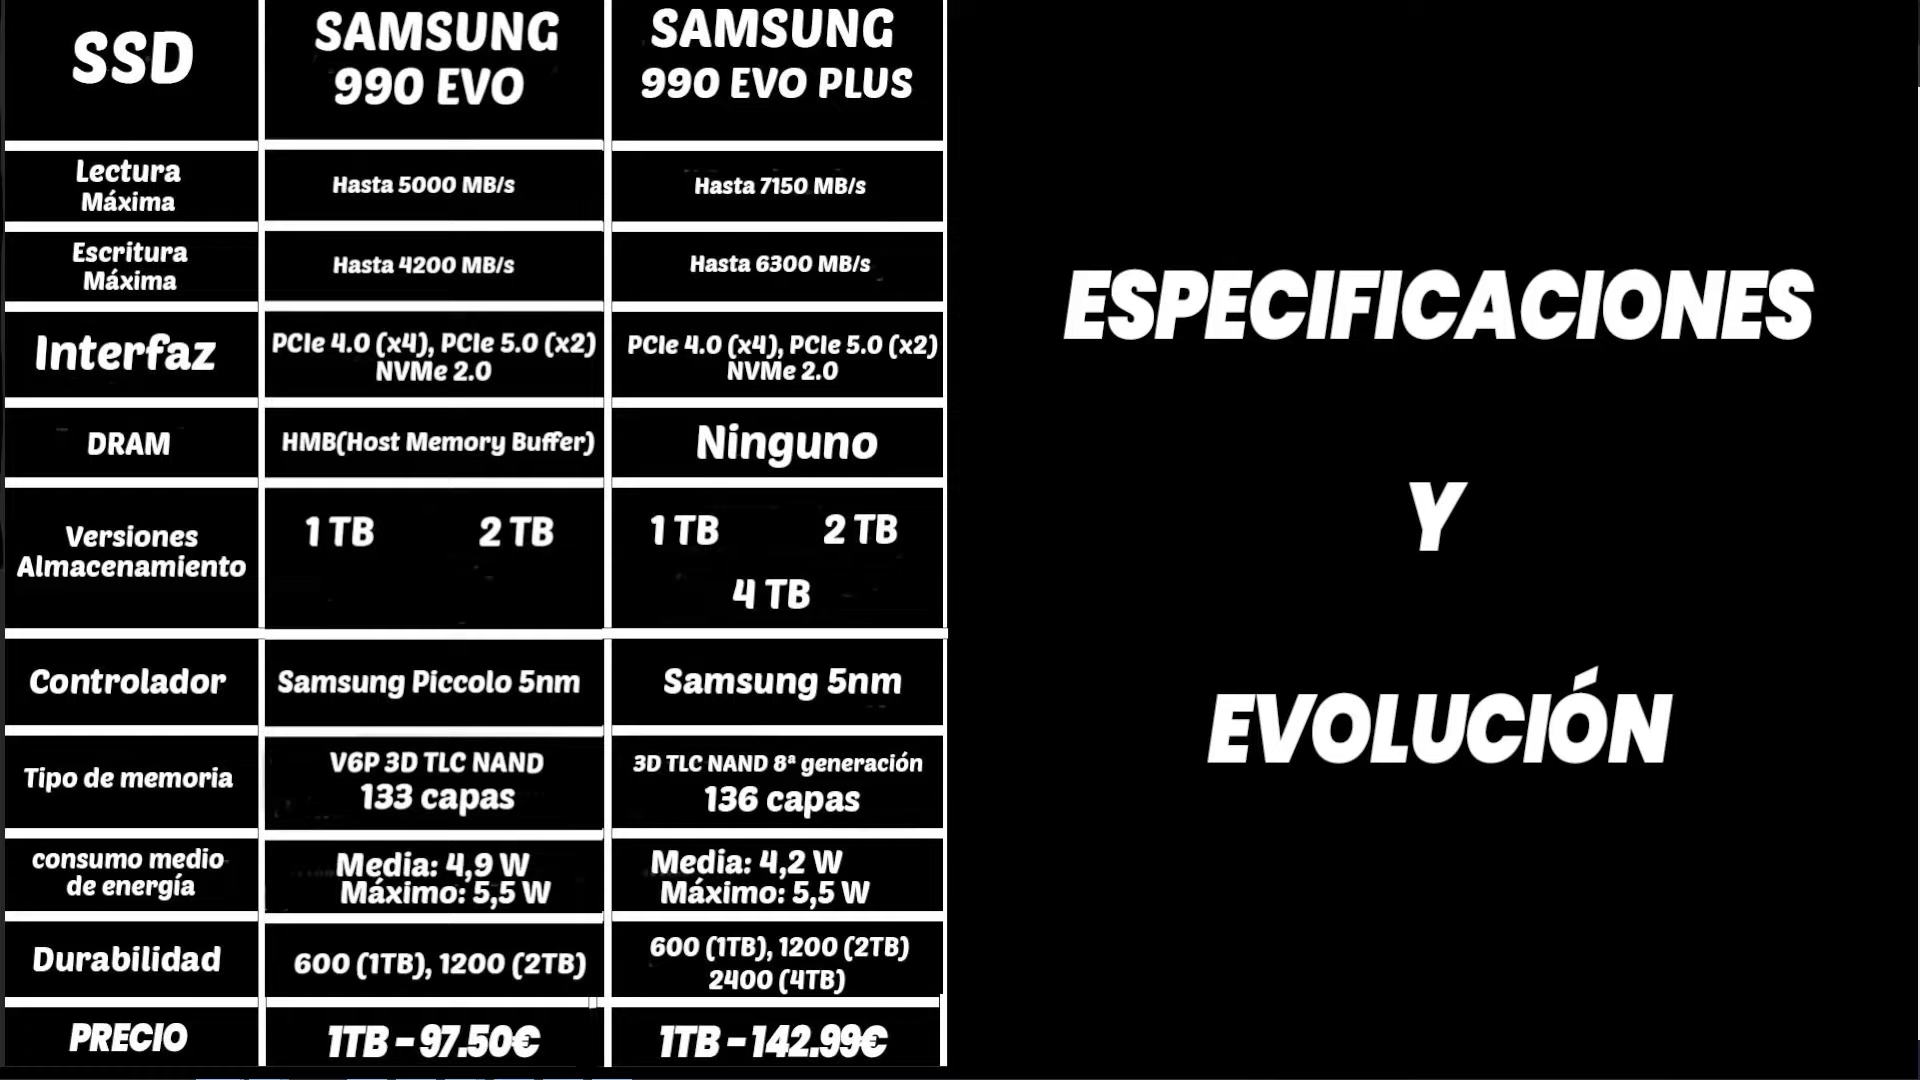 SSD
SAMSUNG
990 EVO
SAMSUNG
990 EVO PLUS
Lectura
Máxima
Hasta 5000 MB/s
Hasta 7150 MB/s
Escritura
Máxima
Hasta 4200 MB/s
Hasta 6300 MB/s
Interfaz
PCIe 4.0 (x4), PCIe 5.0 (x2)
NVMe 2.0
PCIe 4.0 (x4), PCIe 5.0 (x2)
NVMe 2.0
DRAM
HMB(Host Memory Buffer)
Ninguno
Versiones
Almacenamiento
1 TB 2 TB
1 TB 2 TB
4 TB
Controlador
Samsung Piccolo 5nm
Samsung 5nm
Tipo de memoria
V6P 3D TLC NAND
133 capas
3D TLC NAND 8ª generación
136 capas
consumo medio
de energía
Media: 4,9 W
Máximo: 5,5 W
Media: 4,2 W
Máximo: 5,5 W
Durabilidad
600 (1TB), 1200 (2TB)
600 (1TB), 1200 (2TB)
2400 (4TB)
PRECIO
1TB - 97.50€
1TB - 142.99€
ESPECIFICACIONES
Y
EVOLUCIÓN